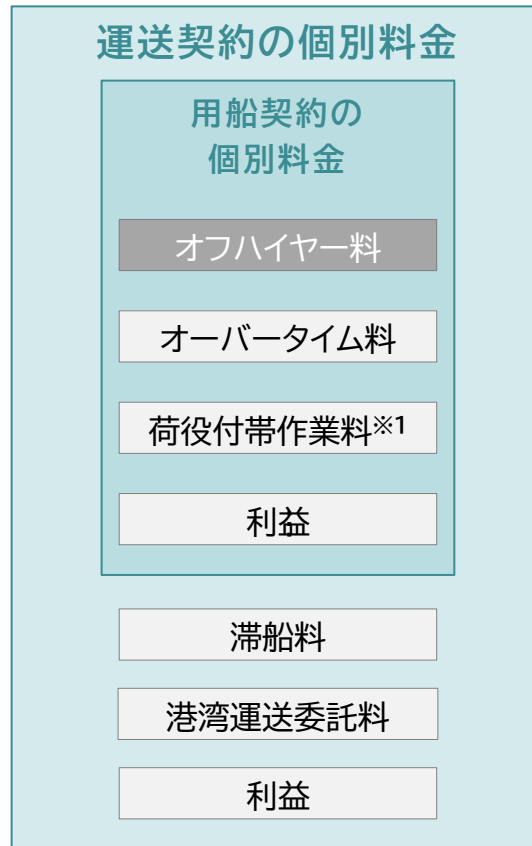 運送契約の個別料金
用船契約の
個別料金
オフハイヤー料
オーバータイム料
荷役付帯作業料※1
利益
滞船料
港湾運送委託料
利益